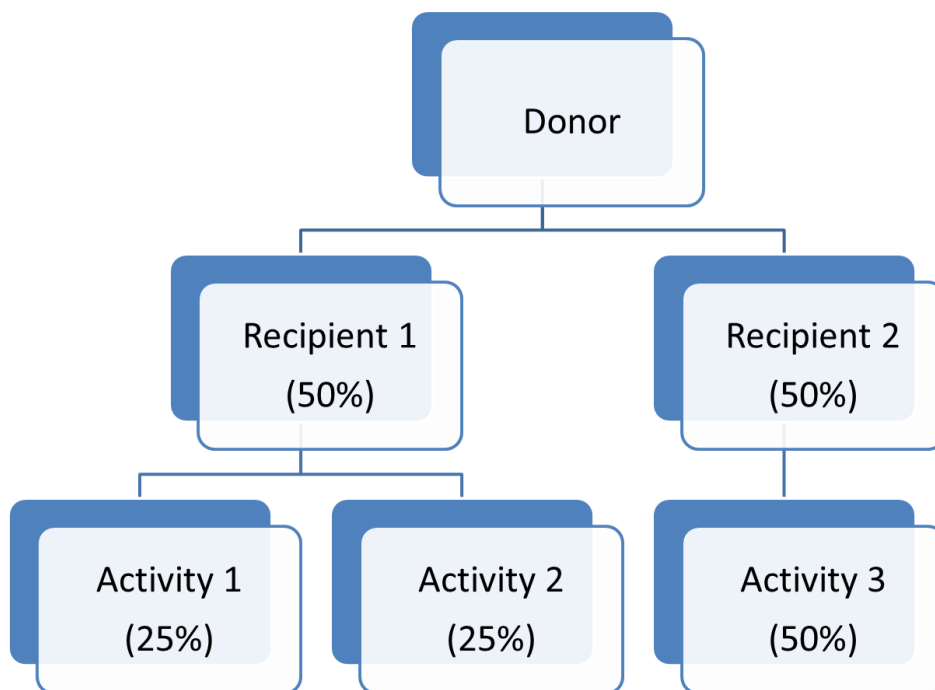 Donor
Recipient 1
(50%)
Recipient 2
(50%)
Activity 1
(25%)
Activity 2
(25%)
Activity 3
(50%)